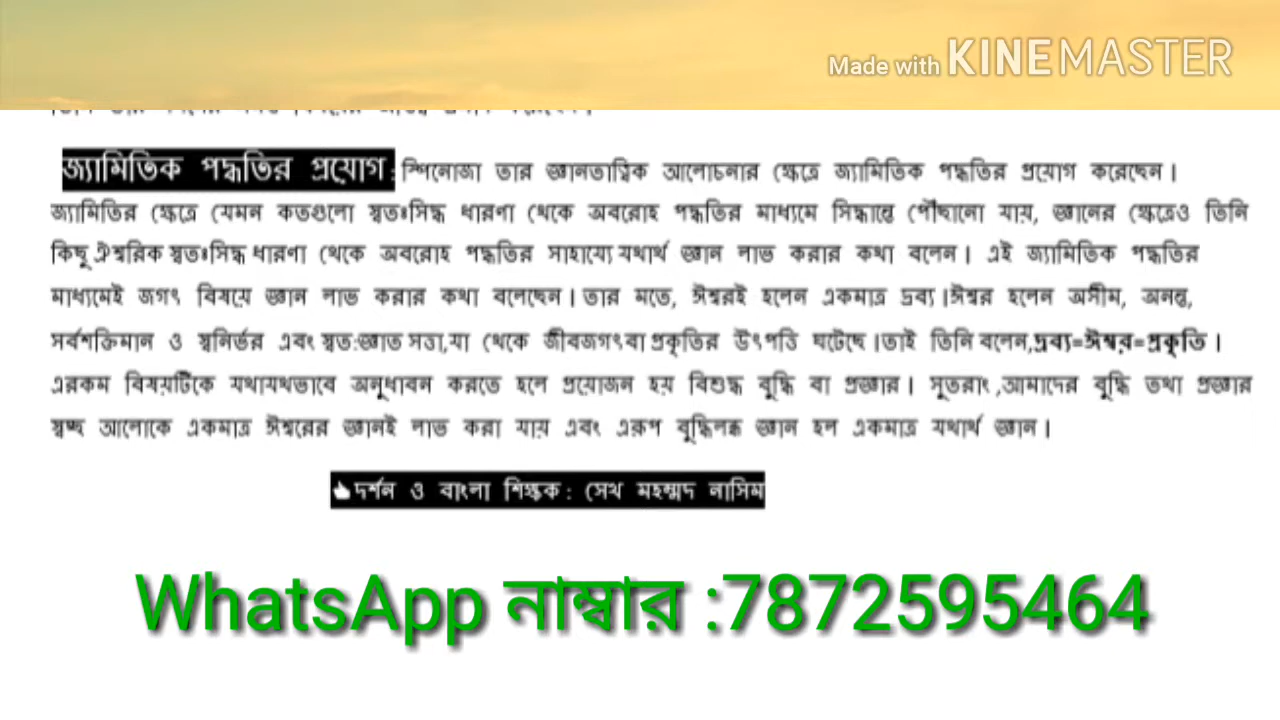 Made with KINEMASTER
জ্যামিতিক পদ্ধতির প্রযোগ : স্পিনোজা তার জ্ঞানতাত্বিক আলোচনার ক্ষেত্রে জ্যামিতিক পদ্ধতির প্রযোগ করেছেন।
জ্যামিতির ক্ষেত্রে যেমন কতগুলো স্বতঃসিদ্ধ ধারণা থেকে অবরোহ পদ্ধতির মাধ্যমে সিদ্ধান্তে পৌঁছানো যায়, জ্ঞানের ক্ষেত্রেও তিনি
কিছু ঐশ্বরিক স্বতঃসিদ্ধ ধারণা থেকে অবরোহ পদ্ধতির সাহায্যে যথার্থ জ্ঞান লাভ করার কথা বলেন। এই জ্যামিতিক পদ্ধতির
মাধ্যমেই জগৎ বিষয়ে জ্ঞান লাভ করার কথা বলেছেন। তার মতে, ঈশ্বরই হলেন একমাত্র দ্রব্য।ঈশ্বর হলেন অসীম, অনন্ত,
সর্বশক্তিমান ও স্বনির্ভর এবং স্বত:জ্ঞাত সত্তা,যা থেকে জীবজগৎ বা প্রকৃতির উৎপত্তি ঘটেছে।তাই তিনি বলেন,দ্রব্য=ঈশ্বর=প্রকৃতি।
এরকম বিষয়টিকে যথাযথভাবে অনুধাবন করতে হলে প্রয়োজন হয় বিশুদ্ধ বুদ্ধি বা প্রজ্ঞার। সুতরাং ,আমাদের বুদ্ধি তথা প্রজ্ঞার
স্বচ্ছ আলোকে একমাত্র ঈশ্বরের জ্ঞানই লাভ করা যায় এবং এরূপ বুদ্ধিলব্ধ জ্ঞান হল একমাত্র যথার্থ জ্ঞান।
দর্শন ও বাংলা শিক্ষক: সেখ মহম্মদ নাসিম
WhatsApp নাম্বার :7872595464